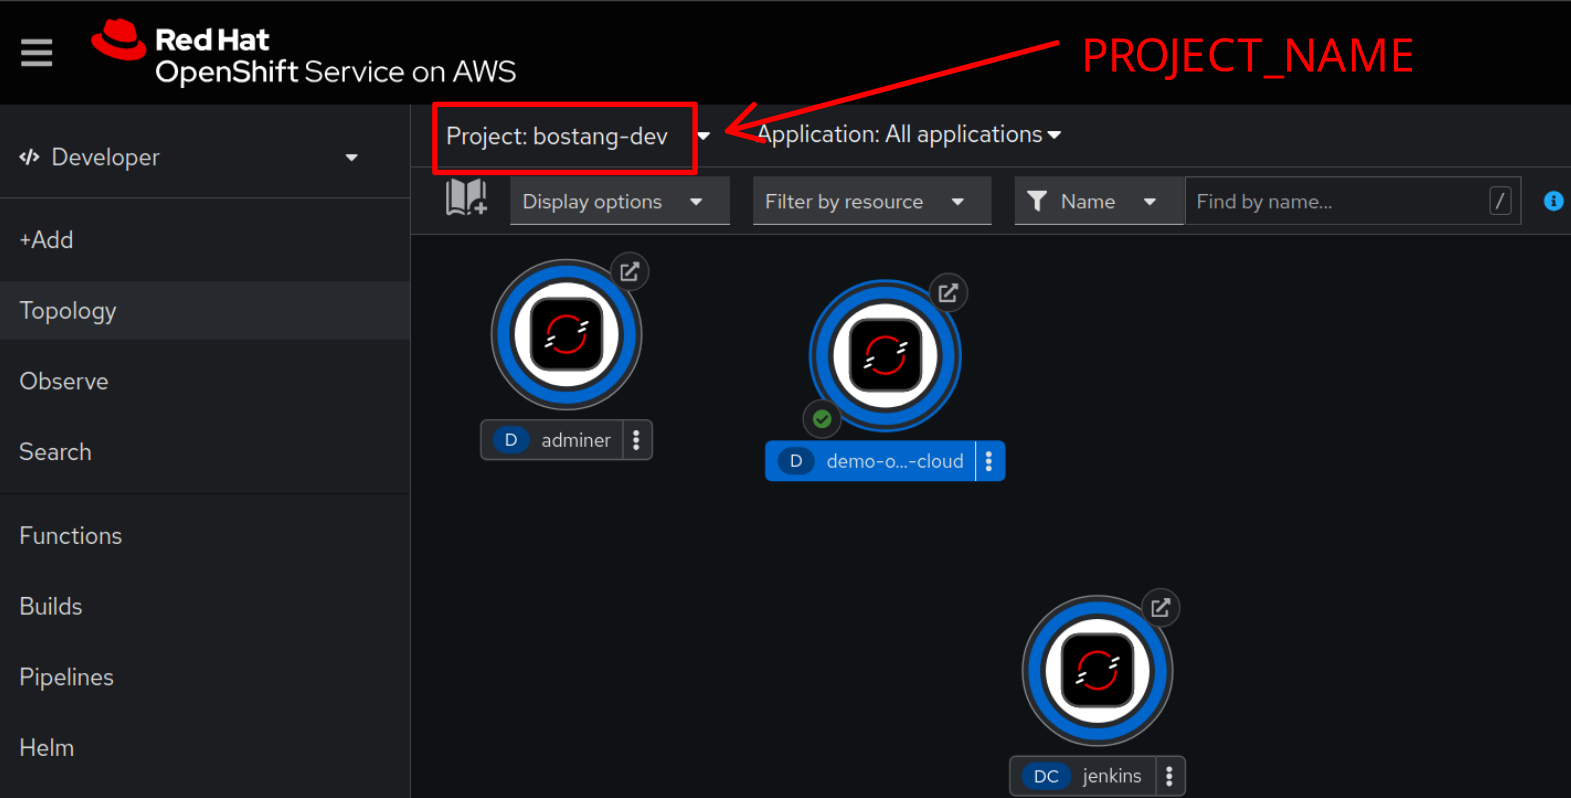 Red Hat
OpenShift Service on AWS
PROJECT_NAME
Developer
Project: bostang-dev
Application: All applications
Display options
Filter by resource
Name
Find by name...
/
i
+Add
Topology
Observe
Search
Functions
Builds
Pipelines
Helm
D adminer
D demo-o...-cloud
DC jenkins